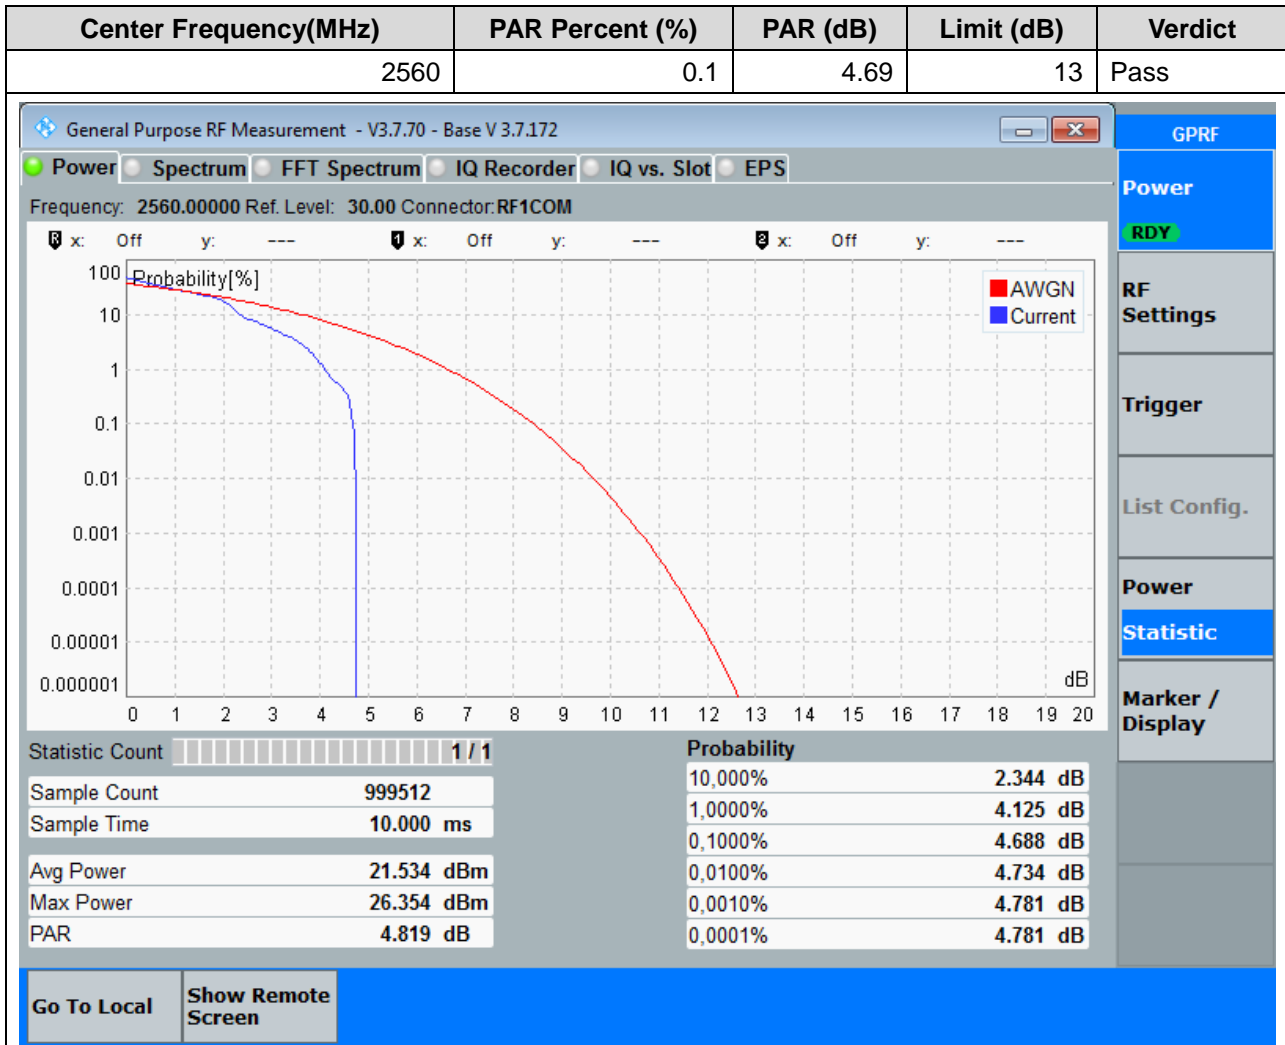 Center Frequency(MHz) PAR Percent (%) PAR (dB) Limit (dB) Verdict
2560 0.1 4.69 13 Pass
General Purpose RF Measurement - V3.7.70 - Base V 3.7.172
GPRF
Power Spectrum FFT Spectrum IQ Recorder IQ vs. Slot EPS
Power
RDY
Frequency: 2560.00000 Ref. Level: 30.00 Connector: RF1COM
R x: Off y: --- 1 x: Off y: --- 2 x: Off y: ---
Probability[%]
AWGN
Current
100
10
1
0.1
0.01
0.001
0.0001
0.00001
0.000001
dB
0 1 2 3 4 5 6 7 8 9 10 11 12 13 14 15 16 17 18 19 20
RF
Settings
Trigger
List Config.
Power
Statistic
Marker /
Display
Statistic Count 1 / 1
Sample Count 999512
Sample Time 10.000 ms
Avg Power 21.534 dBm
Max Power 26.354 dBm
PAR 4.819 dB
Probability
10,000% 2.344 dB
1,0000% 4.125 dB
0,1000% 4.688 dB
0,0100% 4.734 dB
0,0010% 4.781 dB
0,0001% 4.781 dB
Go To Local
Show Remote
Screen